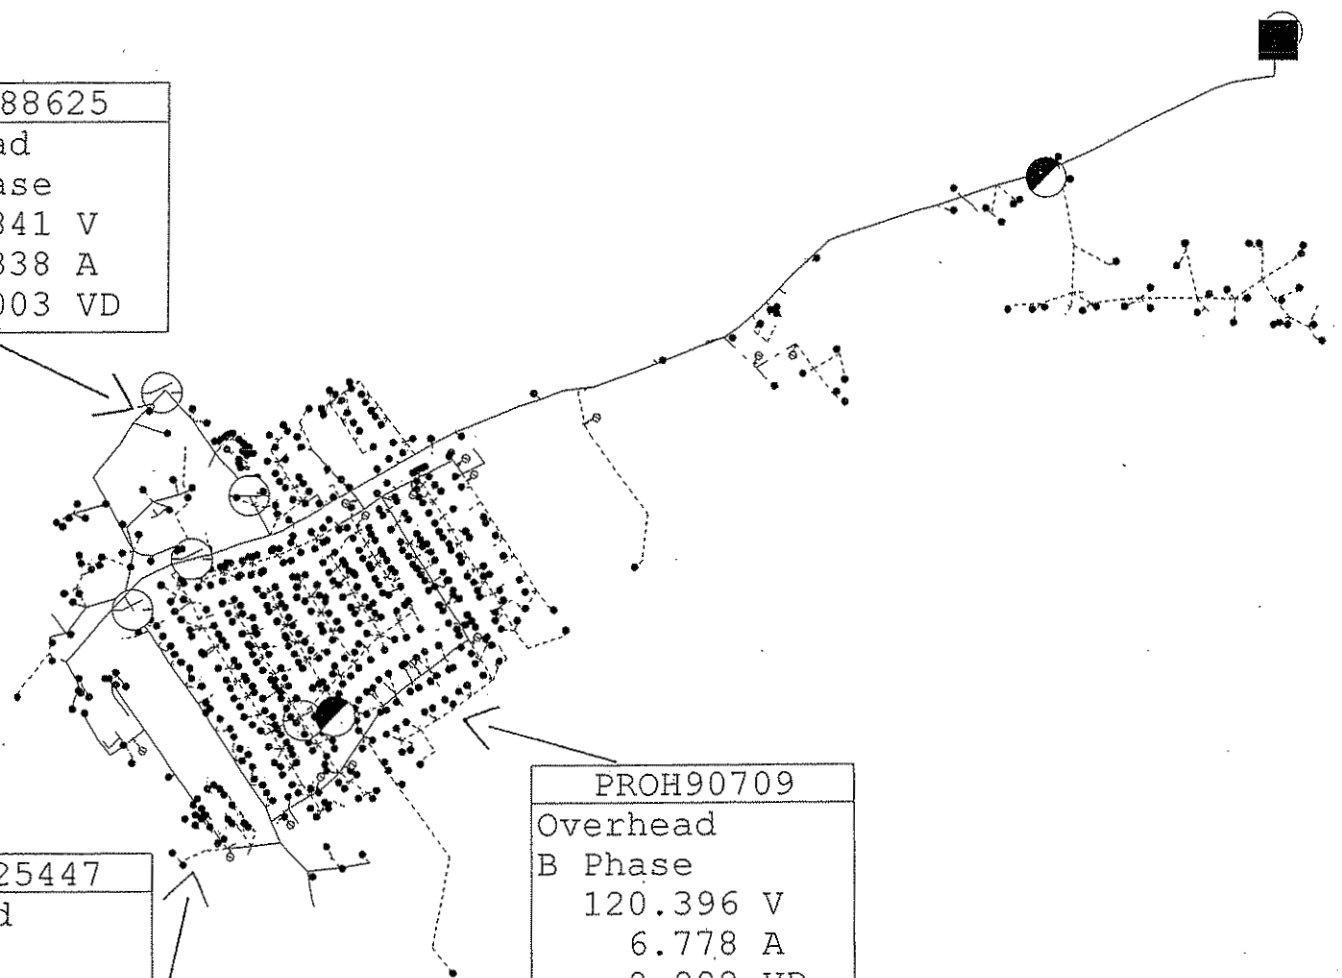 88625
ad
ase
341 V
338 A
003 VD
PROH90709
Overhead
B Phase
120.396 V
6.778 A
25447
d